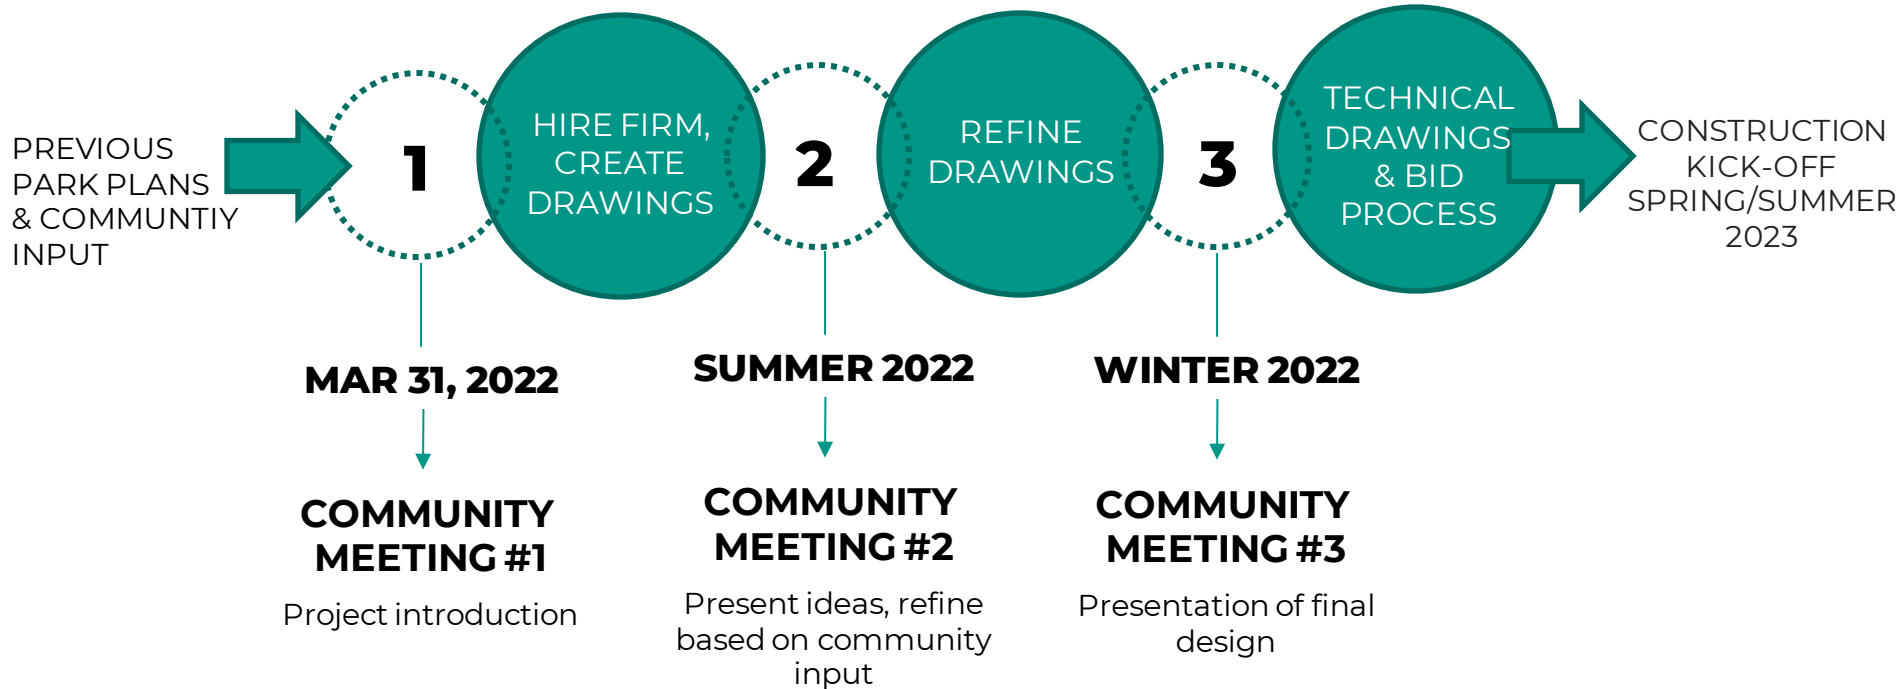 PREVIOUS
PARK PLANS
& COMMUNTIY
INPUT
1
HIRE FIRM,
CREATE
DRAWINGS
2
REFINE
DRAWINGS
3
TECHNICAL
DRAWINGS
& BID
PROCESS
CONSTRUCTION
KICK-OFF
SPRING/SUMMER
2023
MAR 31, 2022
COMMUNITY
MEETING #1
Project introduction
SUMMER 2022
COMMUNITY
MEETING #2
Present ideas, refine
based on community
input
WINTER 2022
COMMUNITY
MEETING #3
Presentation of final
design